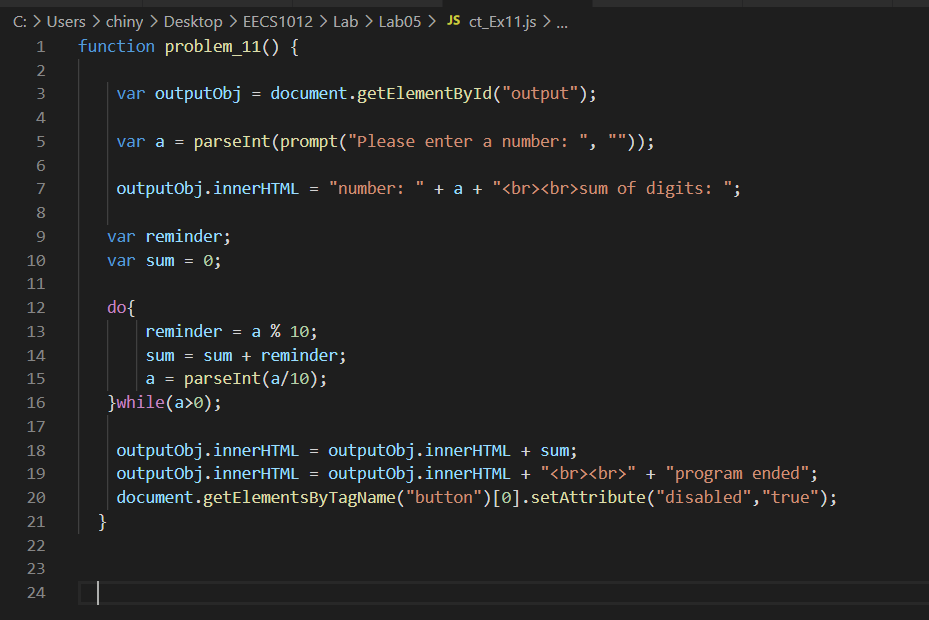 C: > Users > chiny > Desktop > EECS1012 > Lab > Lab05 > JS ct_Ex11.js > ...
1 function problem_11() {
2
3 var outputObj = document.getElementById("output");
4
5 var a = parseInt(prompt("Please enter a number: ", ""));
6
7 outputObj.innerHTML = "number: " + a + "<br><br>sum of digits: ";
8
9 var reminder;
10 var sum = 0;
11
12 do{
13 reminder = a % 10;
14 sum = sum + reminder;
15 a = parseInt(a/10);
16 }while(a>0);
17
18 outputObj.innerHTML = outputObj.innerHTML + sum;
19 outputObj.innerHTML = outputObj.innerHTML + "<br><br>" + "program ended";
20 document.getElementsByTagName("button")[0].setAttribute("disabled","true");
21 }
22
23
24